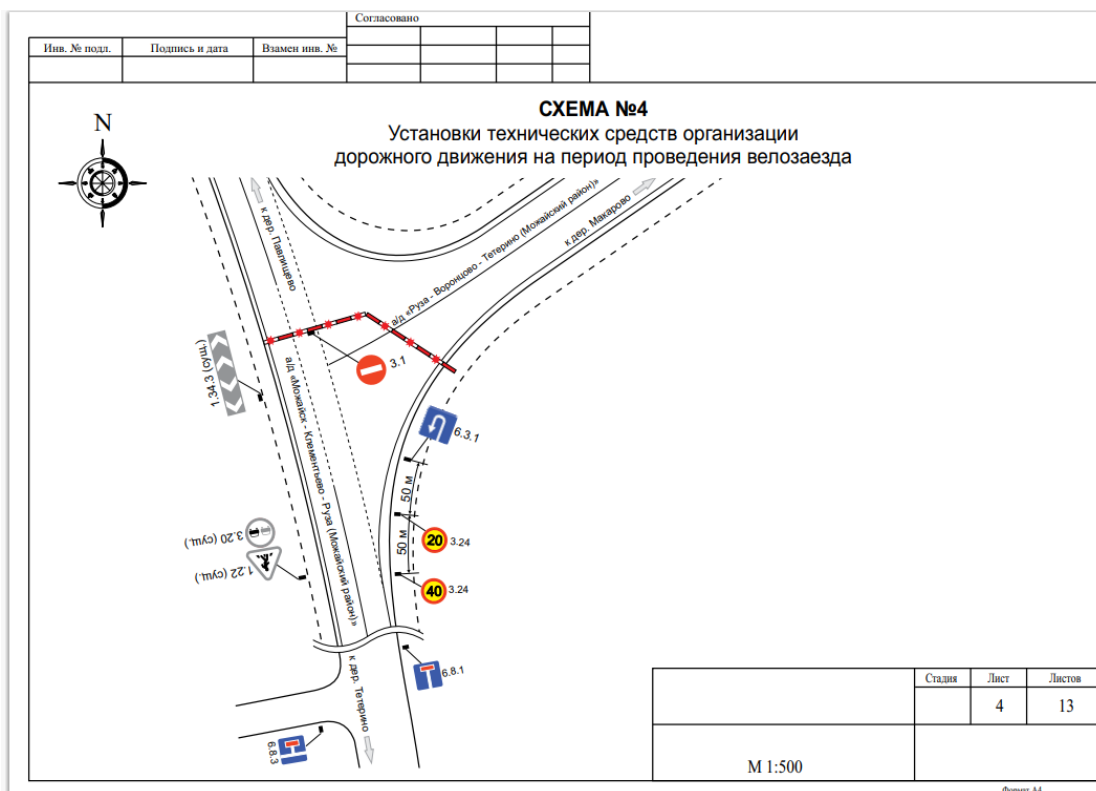 Согласовано
Инв. № подл.
Подпись и дата
Взамен инв. №
СХЕМА №4
Установки технических средств организации
дорожного движения на период проведения велозаезда
N
к дер. Павлищево
а/д «Руза - Воронцово - Тетерино (Можайский район)»
к дер. Макарово
3.1
1.34.3 (сущ.)
а/д «Можайск - Клементьево - Руза (Можайский район)»
6.3.1
50 м
20
3.24
3.20 (сущ.)
50 м
1.22 (сущ.)
40
3.24
к дер. Тетерино
6.8.1
6.8.3
Стадия
Лист
Листов
4
13
М 1:500
Формат А4